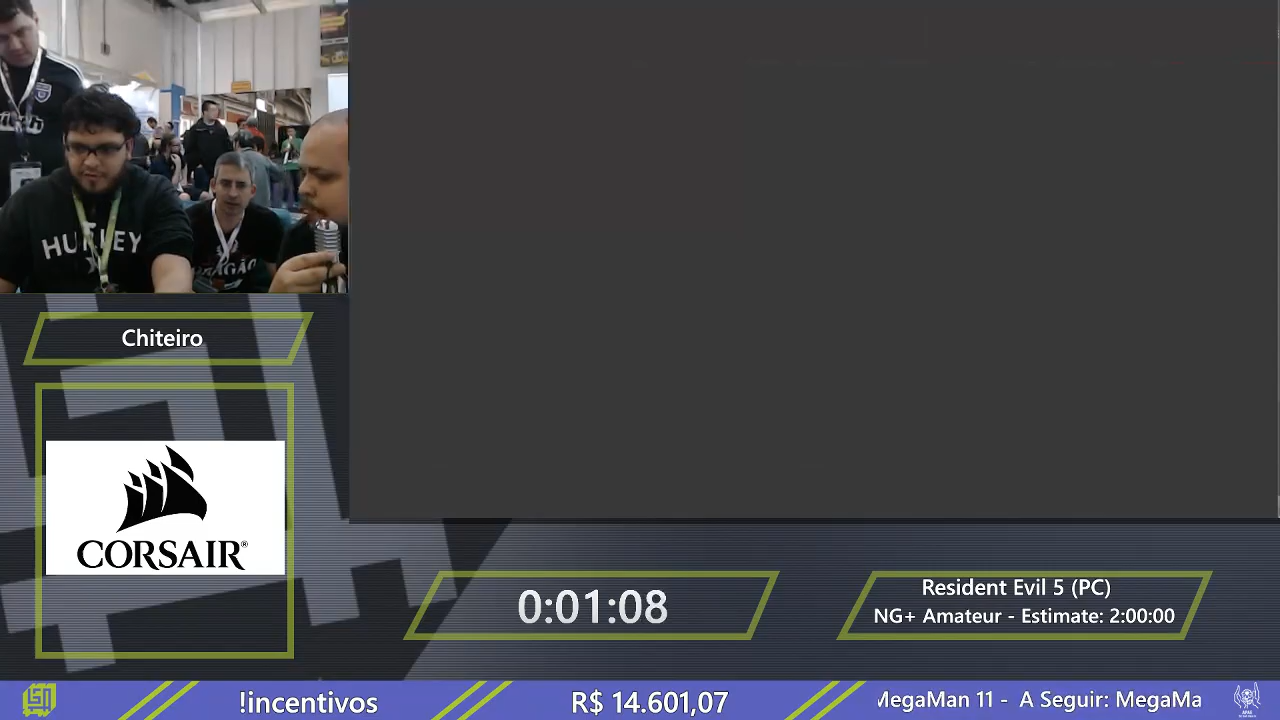 HURLEY
Chiteiro
CORSAIR®
0:01:08
Resident Evil 5 (PC)
NG+ Amateur - Estimate: 2:00:00
!incentivos
R$ 14.601,07
MegaMan 11 - A Seguir: MegaMa